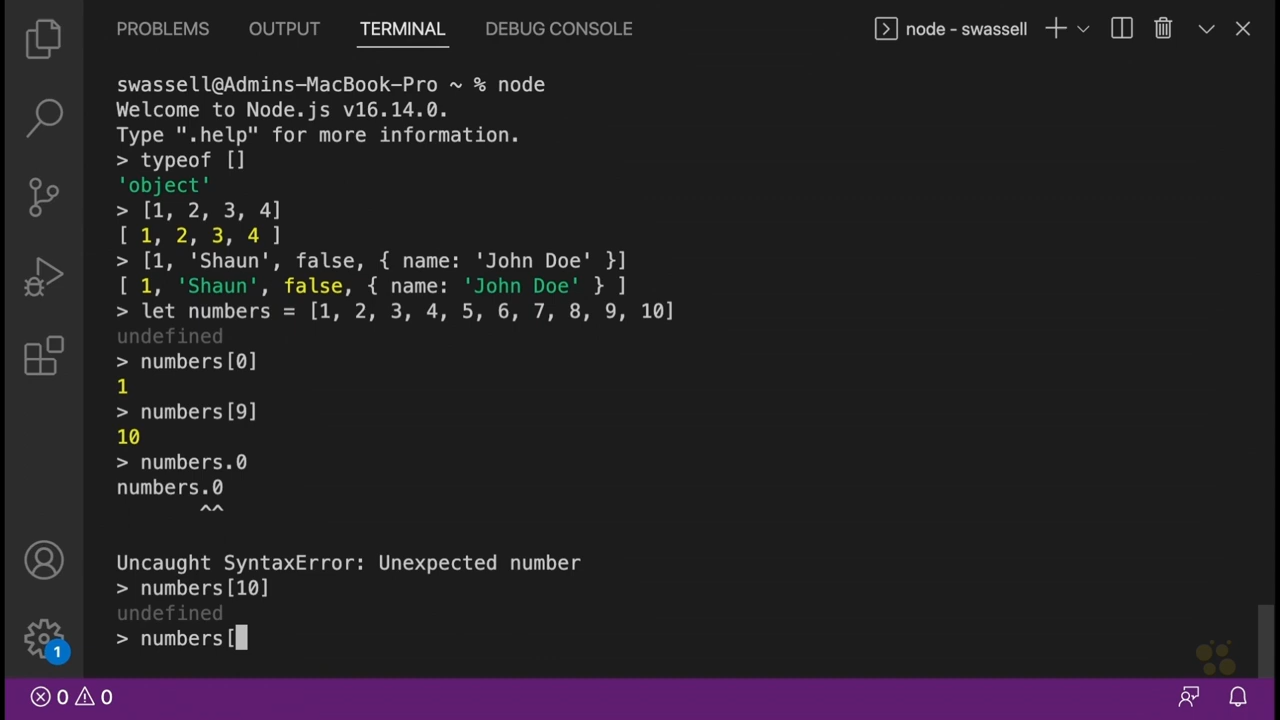 PROBLEMS OUTPUT TERMINAL DEBUG CONSOLE node - swassell
swassell@Admins-MacBook-Pro ~ % node
Welcome to Node.js v16.14.0.
Type ".help" for more information.
> typeof []
'object'
> [1, 2, 3, 4]
[ 1, 2, 3, 4 ]
> [1, 'Shaun', false, { name: 'John Doe' }]
[ 1, 'Shaun', false, { name: 'John Doe' } ]
> let numbers = [1, 2, 3, 4, 5, 6, 7, 8, 9, 10]
undefined
> numbers[0]
1
> numbers[9]
10
> numbers.0
numbers.0
^^
Uncaught SyntaxError: Unexpected number
> numbers[10]
undefined
> numbers[
1
0 0